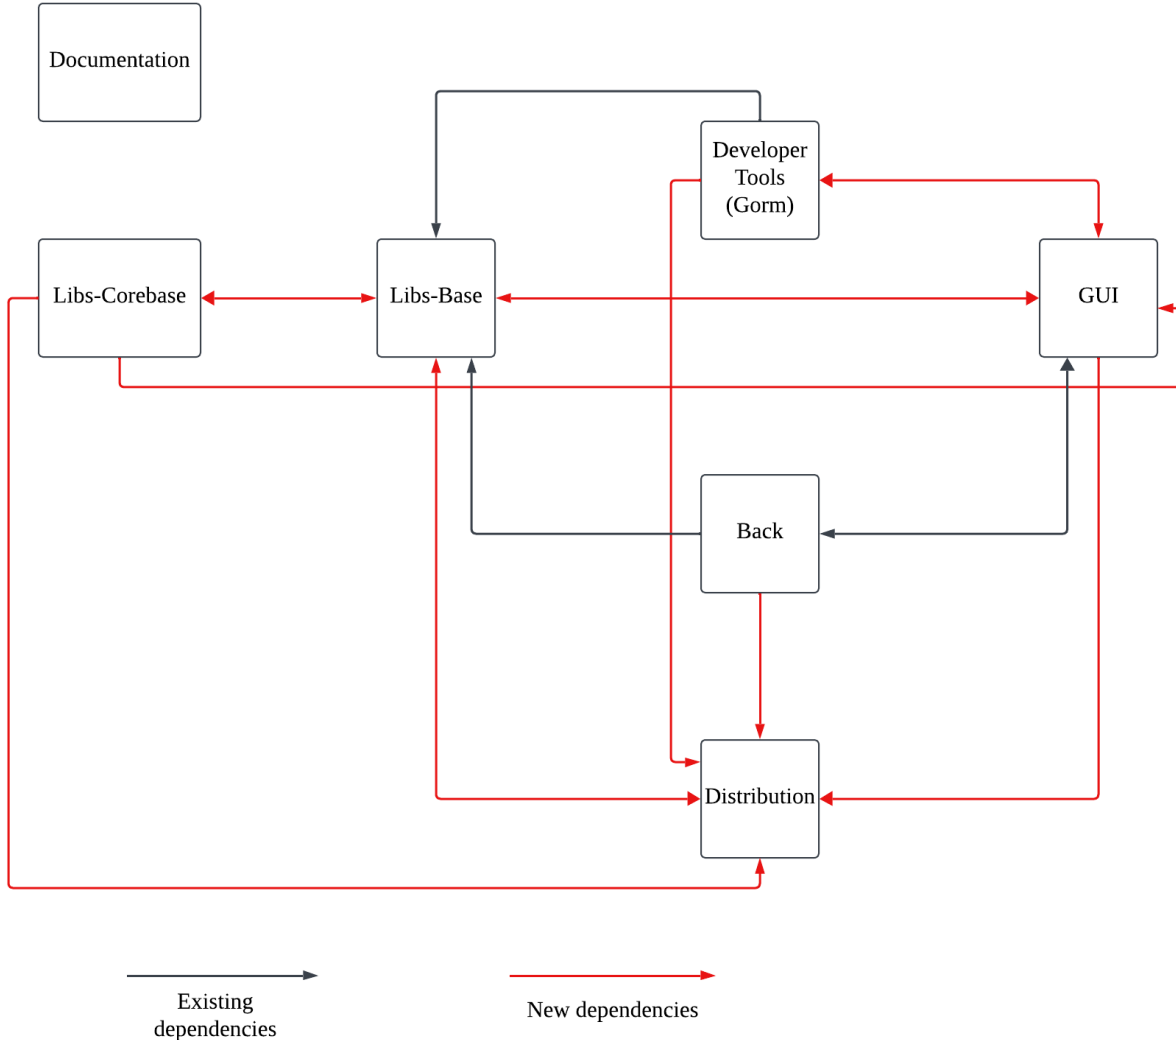 Documentation
Developer
Tools
(Gorm)
Libs-Corebase
Libs-Base
GUI
Back
Distribution
Existing
dependencies
New dependencies